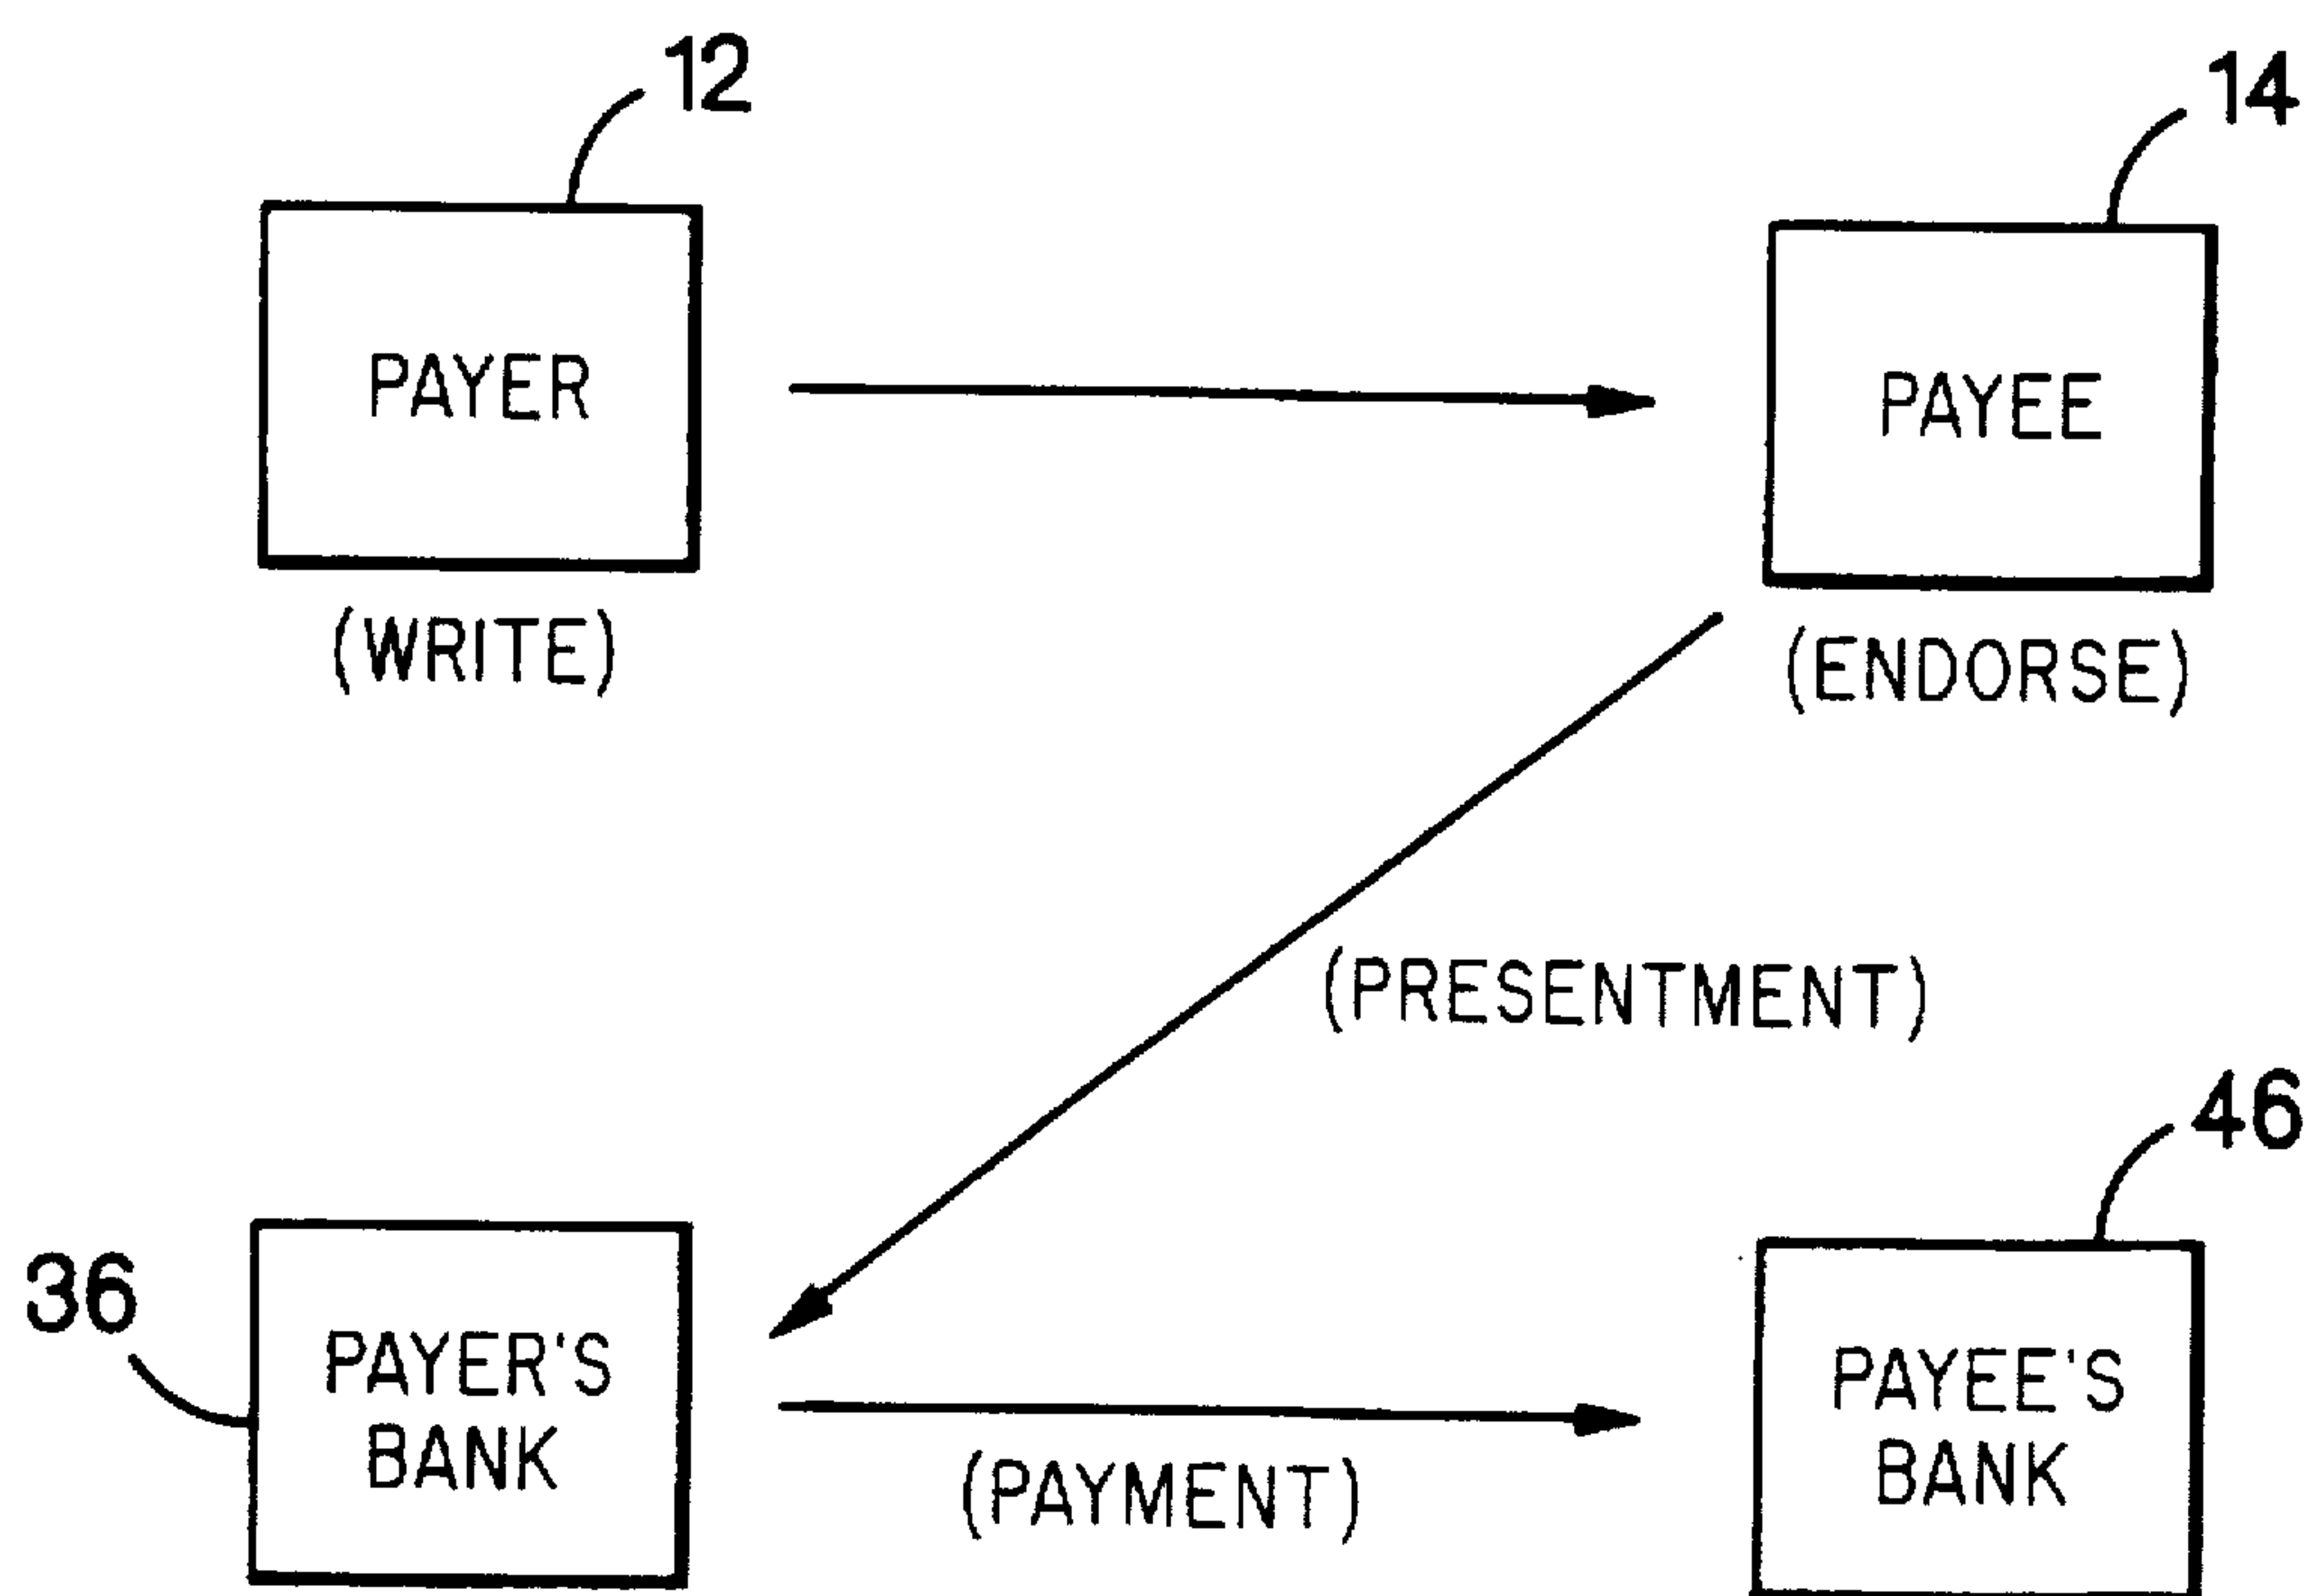 12
14
PAYER
PAYEE
(WRITE)
(ENDORSE)
(PRESENTMENT)
46
36
PAYER'S
BANK
PAYEE'S
BANK
(PAYMENT)